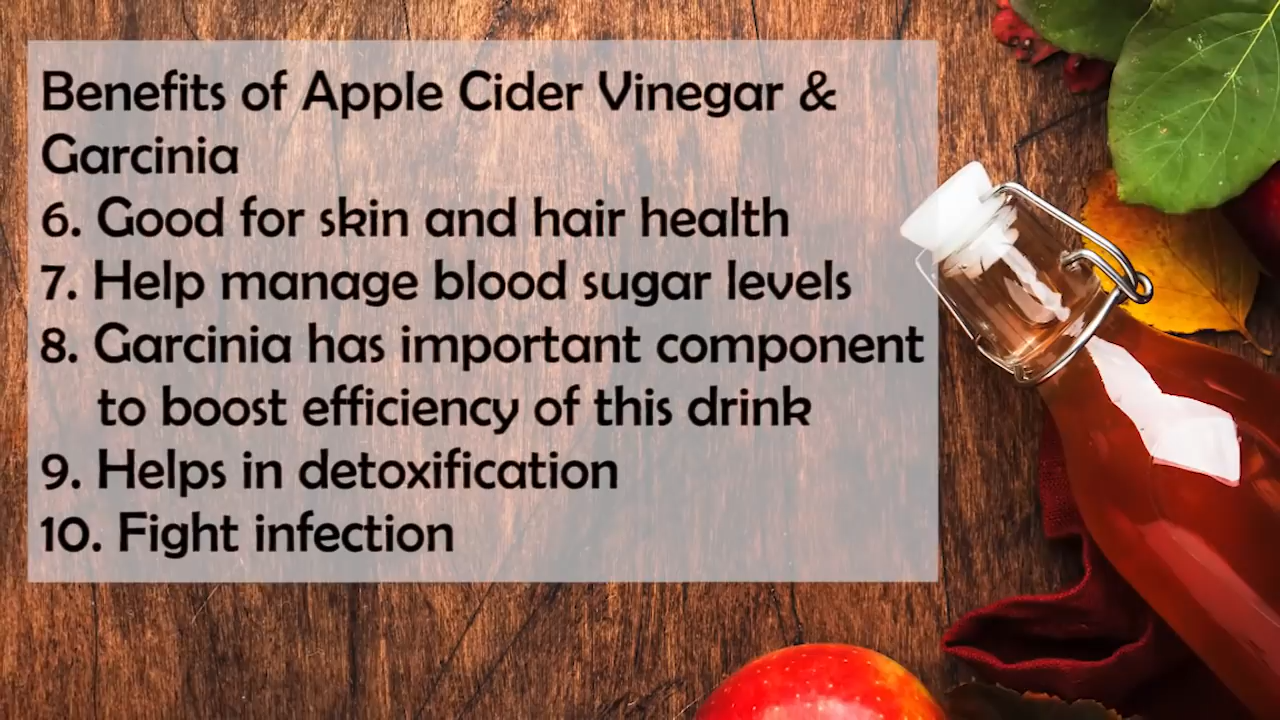 Benefits of Apple Cider Vinegar &
Garcinia
6. Good for skin and hair health
7. Help manage blood sugar levels
8. Garcinia has important component
to boost efficiency of this drink
9. Helps in detoxification
10. Fight infection